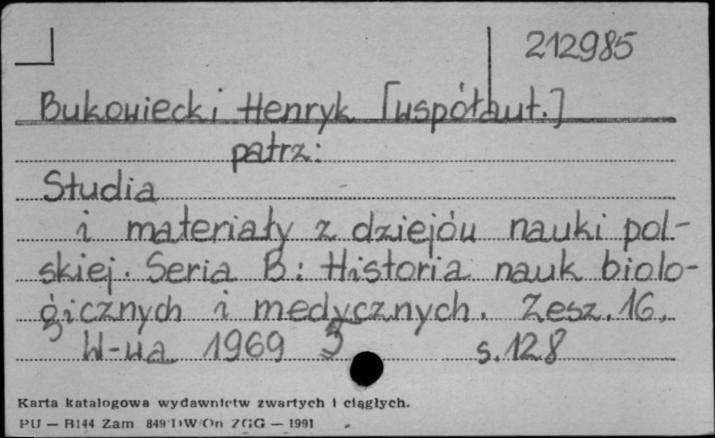 212985
Bukowiecki Henryk [współaut.]
patrz:
Studia
i materiały z dziejów nauki pol-
skiej. Seria B: Historia nauk biolo-
gicznych i medycznych. Zesz. 16.
W-wa 1969 s. 128
Karta katalogowa wydawnictw zwartych i ciągłych.
PU — B144 Zam 849 DW/On ZGG — 1991